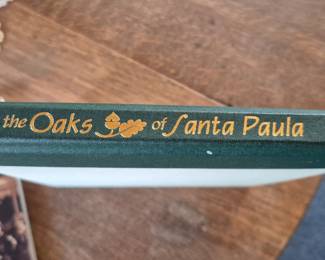 the Oaks of Santa Paula